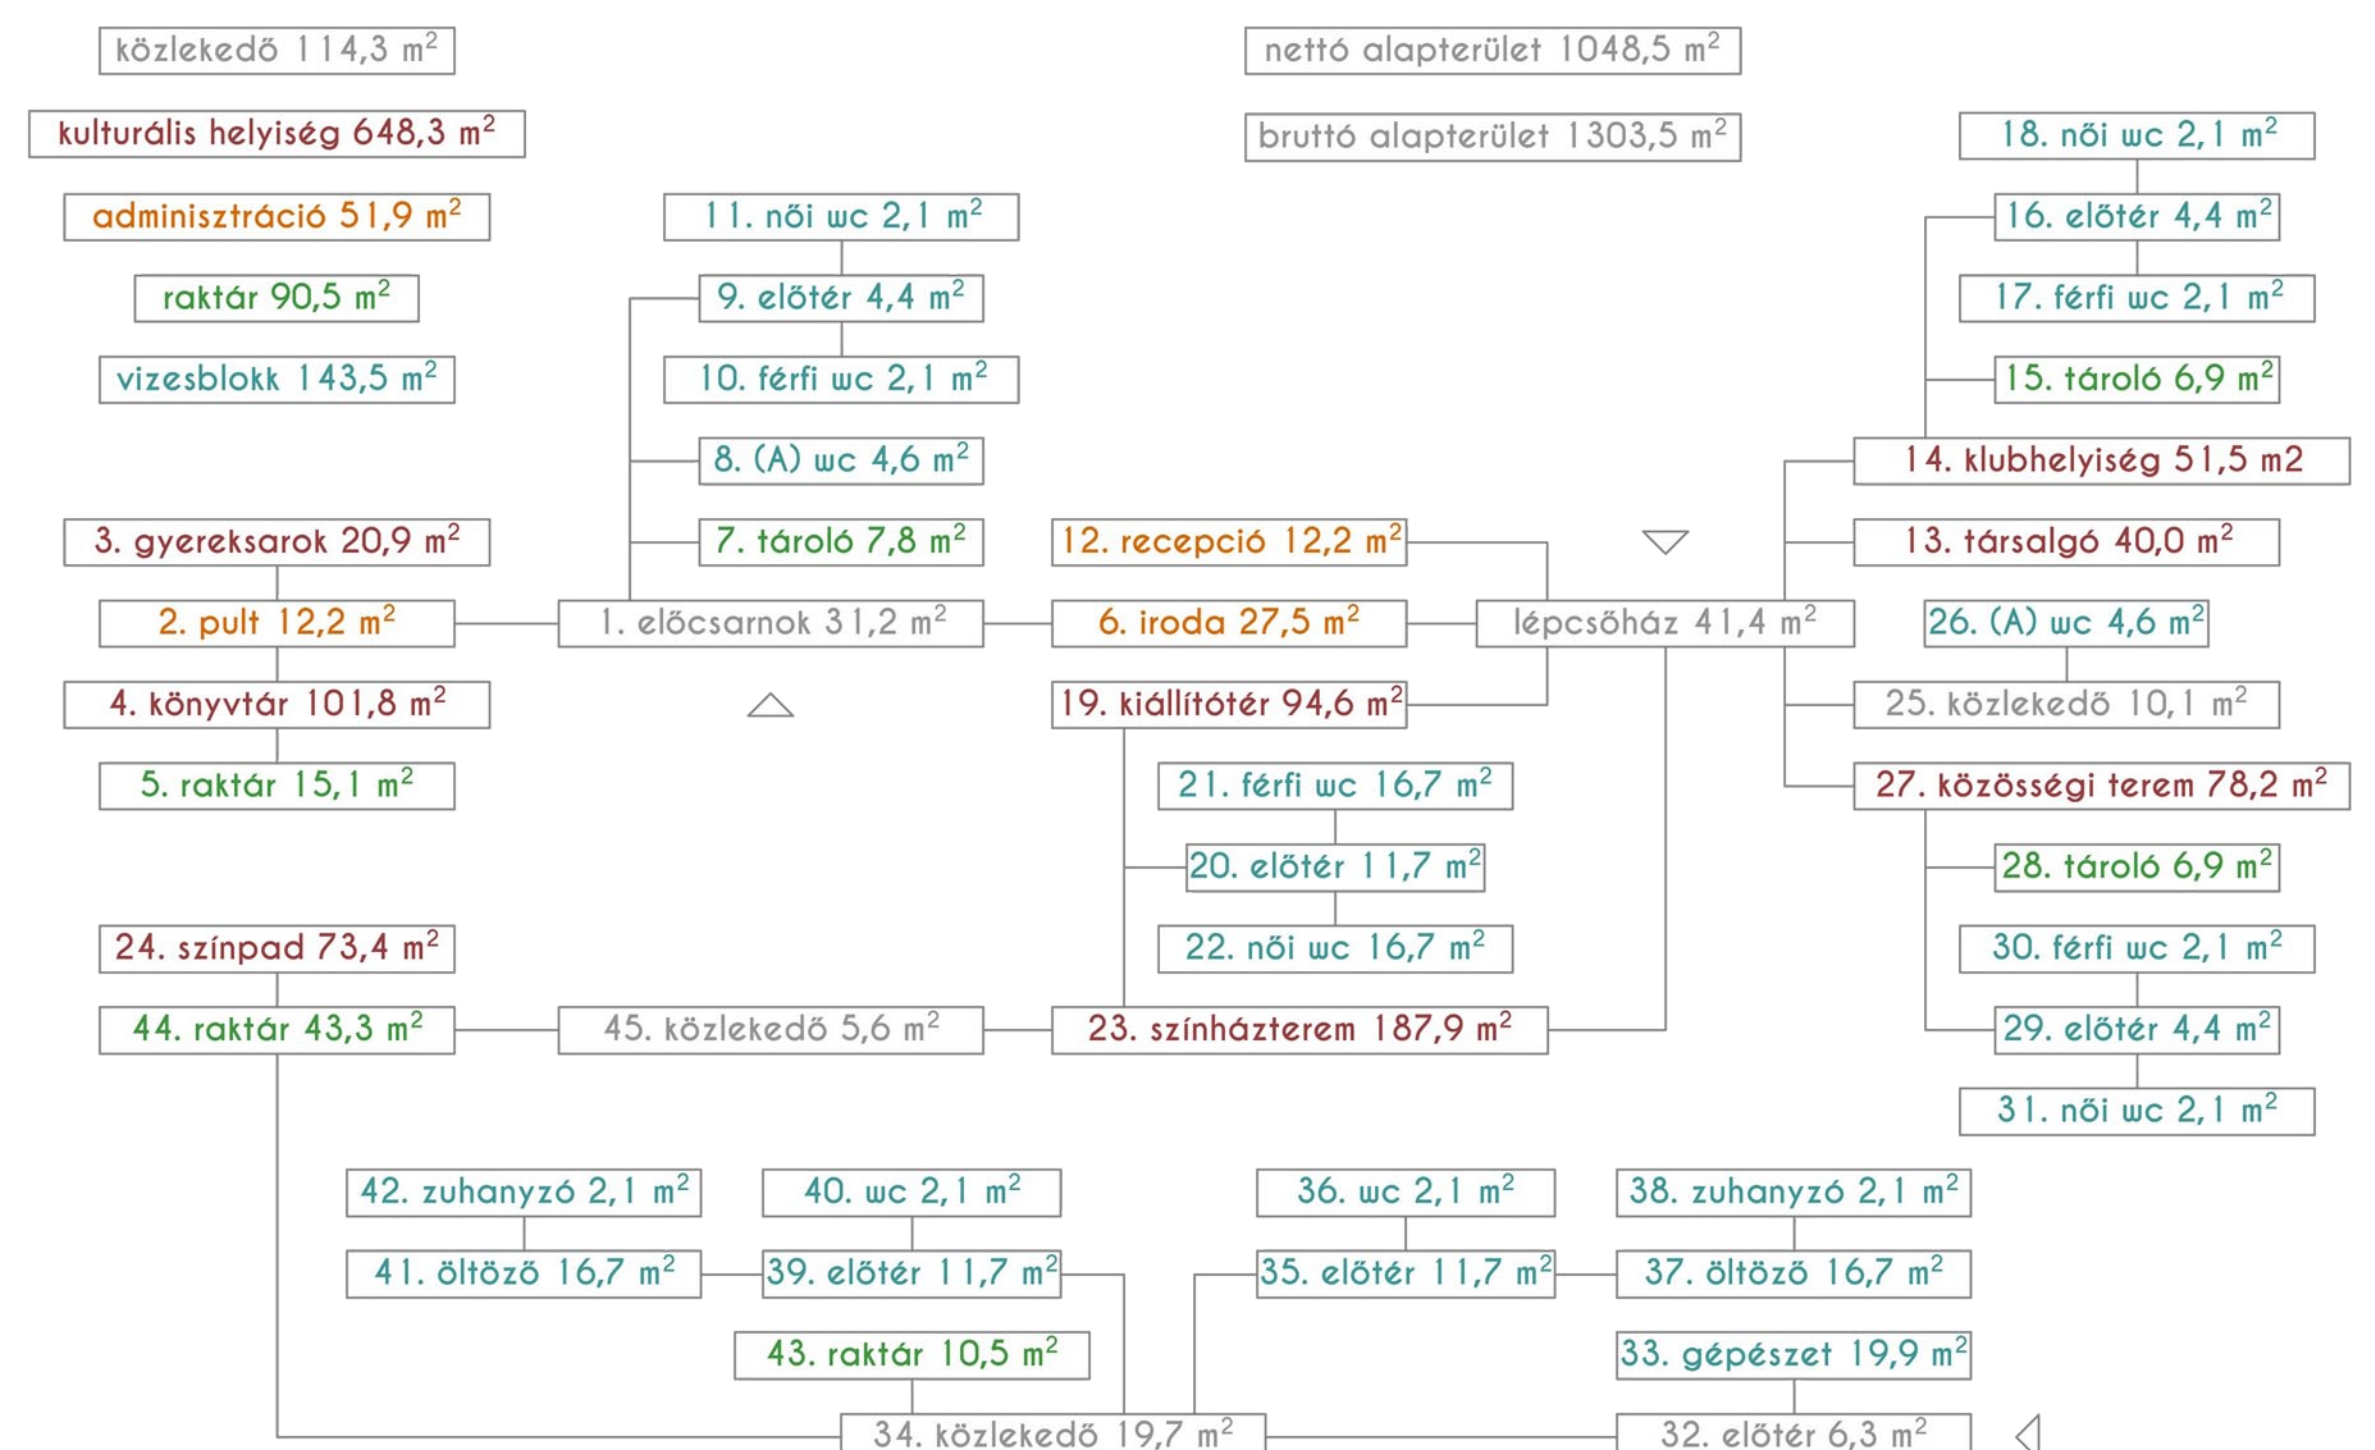 közlekedő 114,3 m²
nettó alapterület 1048,5 m²
kulturális helyiség 648,3 m²
bruttó alapterület 1303,5 m²
18. női wc 2,1 m²
adminisztráció 51,9 m²
11. női wc 2,1 m²
16. előtér 4,4 m²
raktár 90,5 m²
9. előtér 4,4 m²
17. férfi wc 2,1 m²
vizesblokk 143,5 m²
10. férfi wc 2,1 m²
15. tároló 6,9 m²
8. (A) wc 4,6 m²
14. klubhelyiség 51,5 m2
3. gyereksarok 20,9 m²
7. tároló 7,8 m²
12. recepció 12,2 m²
13. társalgó 40,0 m²
2. pult 12,2 m²
1. előcsarnok 31,2 m²
6. iroda 27,5 m²
lépcsőház 41,4 m²
26. (A) wc 4,6 m²
4. könyvtár 101,8 m²
19. kiállítótér 94,6 m²
25. közlekedő 10,1 m²
5. raktár 15,1 m²
21. férfi wc 16,7 m²
27. közösségi terem 78,2 m²
20. előtér 11,7 m²
28. tároló 6,9 m²
24. színpad 73,4 m²
22. női wc 16,7 m²
30. férfi wc 2,1 m²
44. raktár 43,3 m²
45. közlekedő 5,6 m²
23. színházterem 187,9 m²
29. előtér 4,4 m²
31. női wc 2,1 m²
42. zuhanyzó 2,1 m²
40. wc 2,1 m²
36. wc 2,1 m²
38. zuhanyzó 2,1 m²
41. öltöző 16,7 m²
39. előtér 11,7 m²
35. előtér 11,7 m²
37. öltöző 16,7 m²
43. raktár 10,5 m²
33. gépészet 19,9 m²
34. közlekedő 19,7 m²
32. előtér 6,3 m²